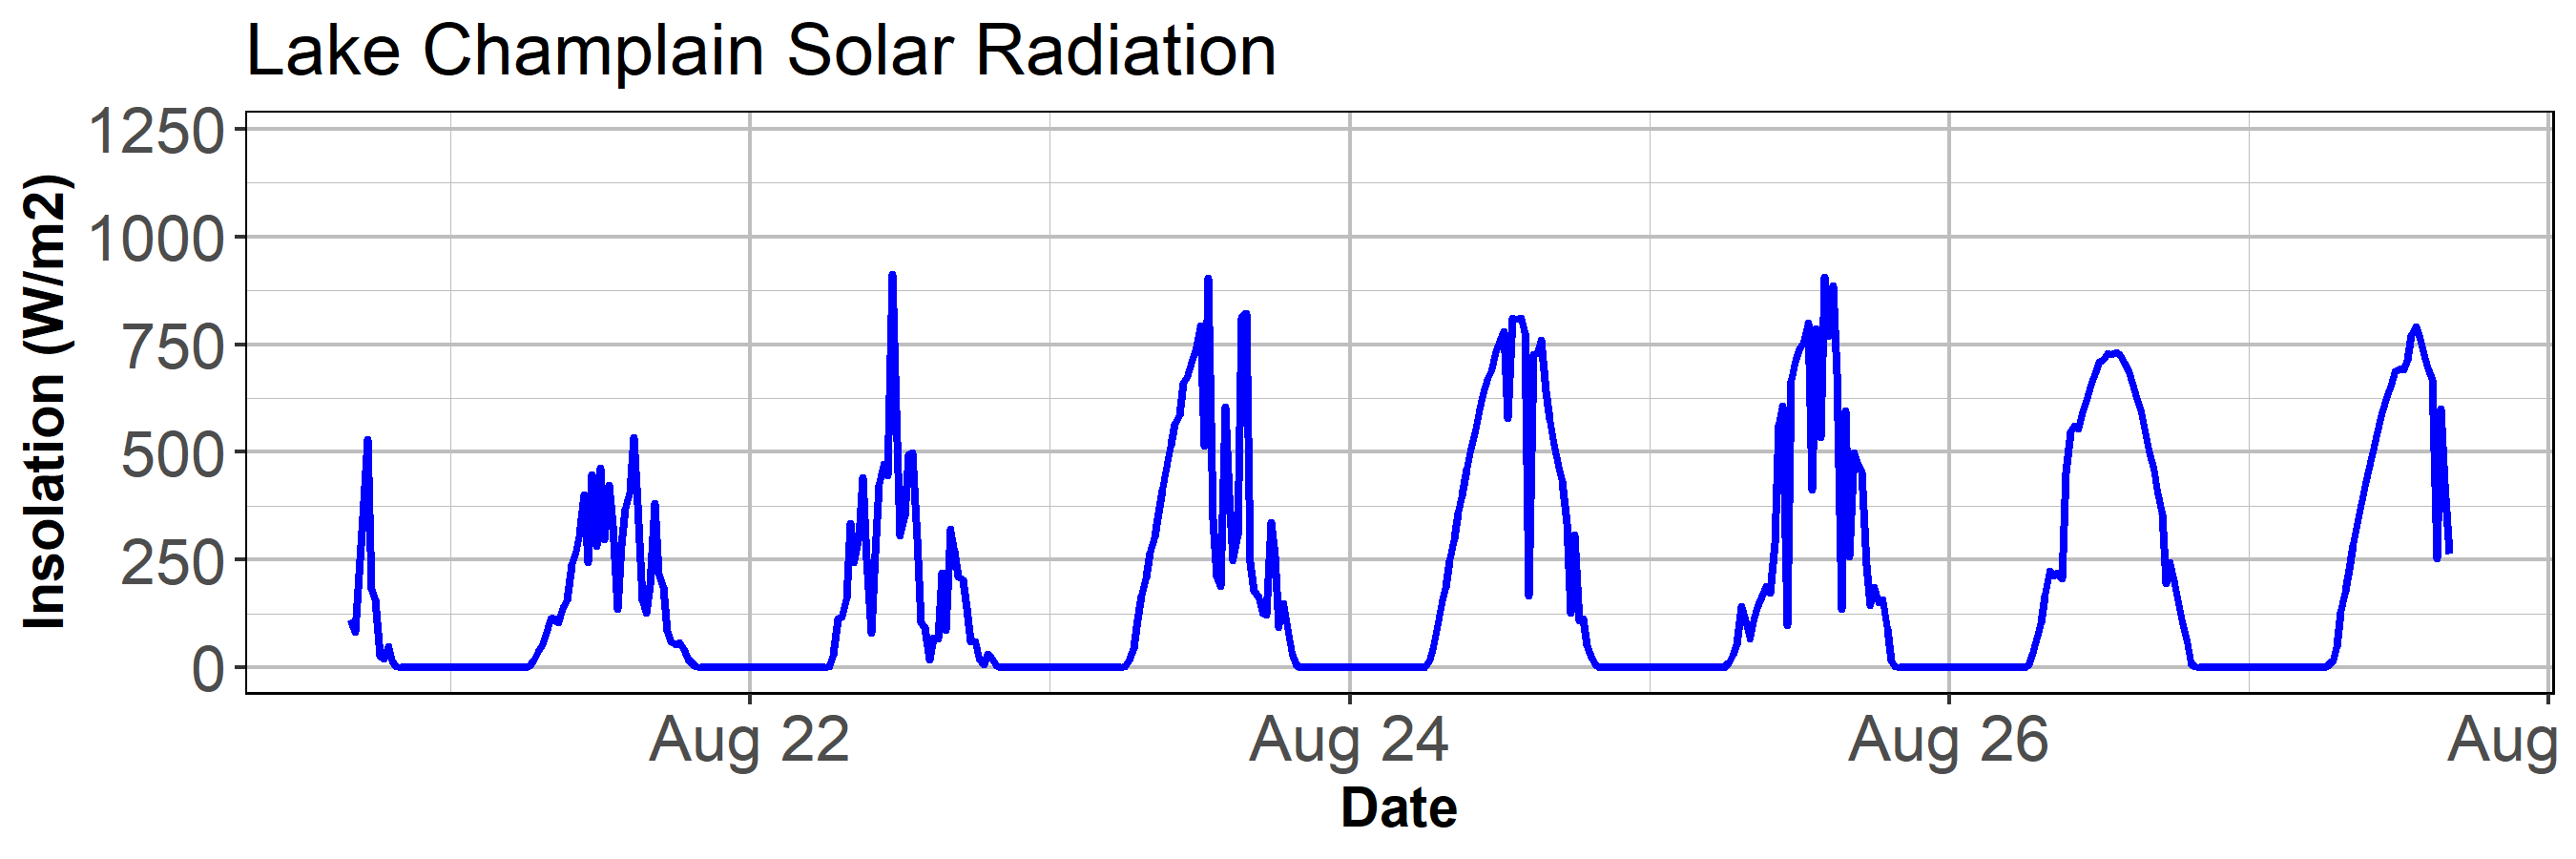 Lake Champlain Solar Radiation
1250
1000
750
500
250
0
Insolation (W/m2)
Aug 22 Aug 24 Aug 26 Aug
Date